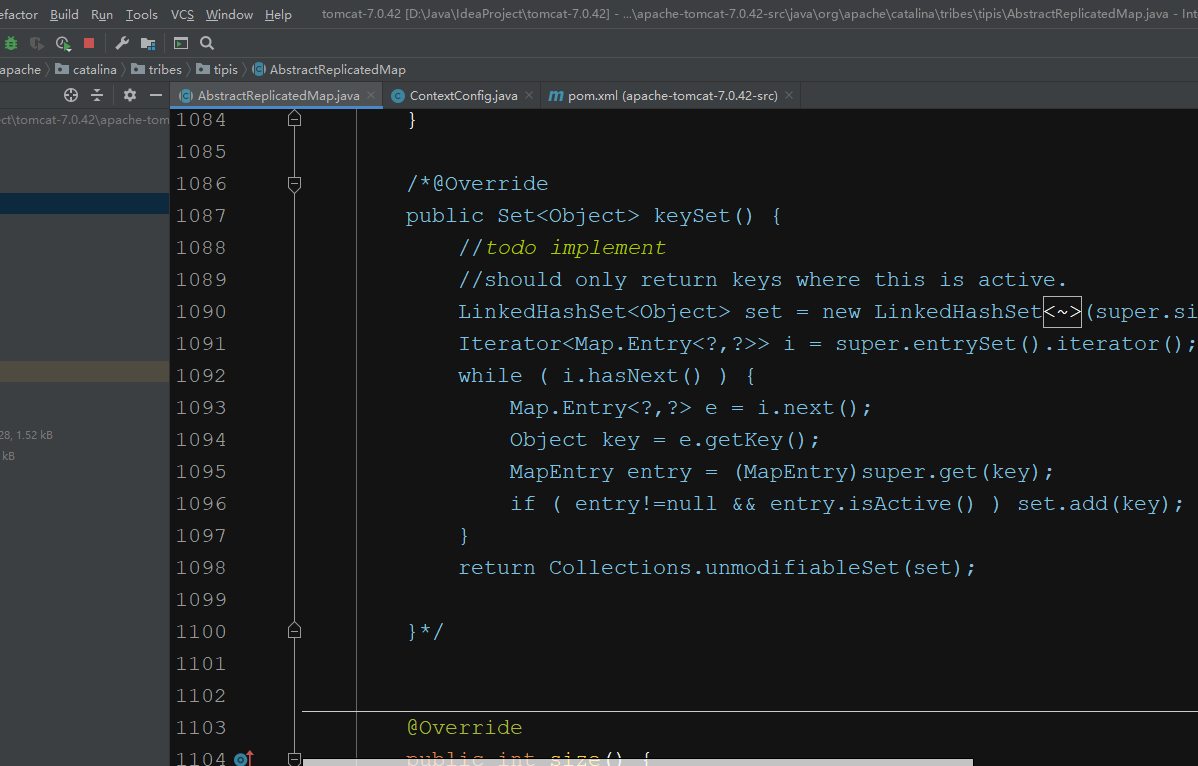 efactor Build Run Tools VCS Window Help tomcat-7.0.42 [D:\Java\IdeaProject\tomcat-7.0.42] - ...\apache-tomcat-7.0.42-src\java\org\apache\catalina\tribes\tipis\AbstractReplicatedMap.java - Int
apache catalina tribes tipis AbstractReplicatedMap
AbstractReplicatedMap.java ContextConfig.java pom.xml (apache-tomcat-7.0.42-src)
ect\tomcat-7.0.42\apache-tom
1084 }
1085
1086 /*@Override
1087 public Set<Object> keySet() {
1088 //todo implement
1089 //should only return keys where this is active.
1090 LinkedHashSet<Object> set = new LinkedHashSet<~>(super.si
1091 Iterator<Map.Entry<?,?>> i = super.entrySet().iterator();
1092 while ( i.hasNext() ) {
1093 Map.Entry<?,?> e = i.next();
28, 1.52 kB
1094 Object key = e.getKey();
kB
1095 MapEntry entry = (MapEntry)super.get(key);
1096 if ( entry!=null && entry.isActive() ) set.add(key);
1097 }
1098 return Collections.unmodifiableSet(set);
1099
1100 }*/
1101
1102
1103 @Override
1104 public int size() {